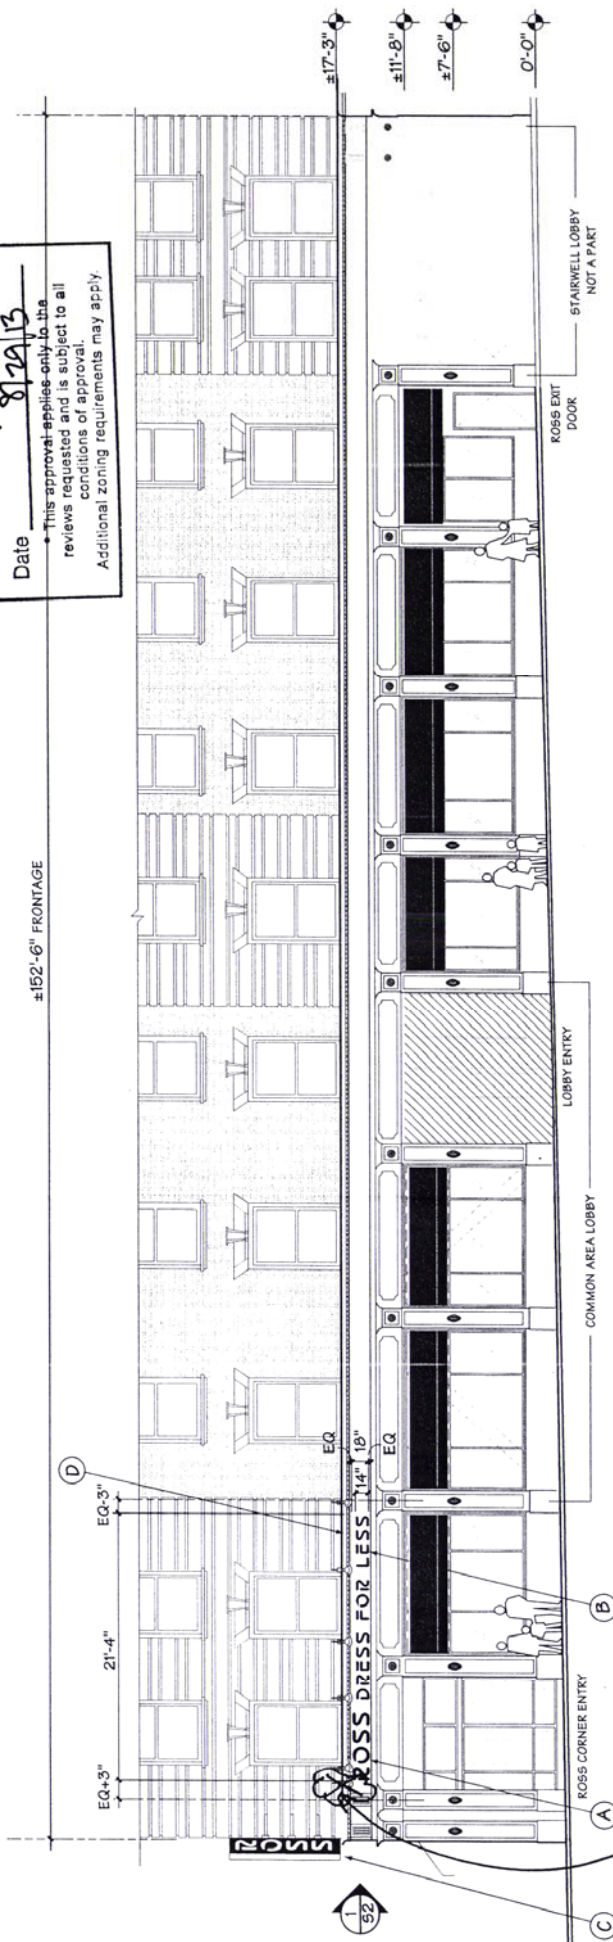 Date 8/29/13
• This approval applies only to the
reviews requested and is subject to all
conditions of approval.
Additional zoning requirements may apply.
±152'-6" FRONTAGE
±17'-3"
±11'-8"
±7'-6"
0'-0"
EQ+3"
21'-4"
EQ-3"
D
EQ
18"
14"
EQ
ROSS
ROSS DRESS FOR LESS
1
S2
C
A
B
ROSS CORNER ENTRY
COMMON AREA LOBBY
LOBBY ENTRY
ROSS EXIT
DOOR
STAIRWELL LOBBY
NOT A PART